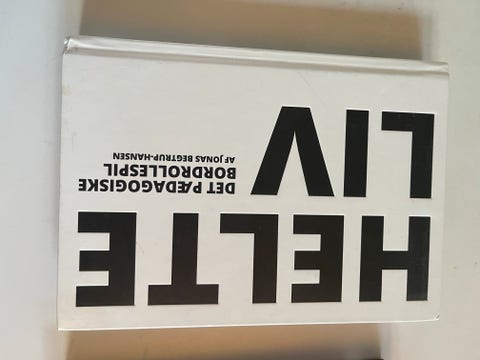 HELTE
LIV
DET PÆDAGOGISKE
BORDROLLESPIL
AF JONAS BEGTRUP-HANSEN